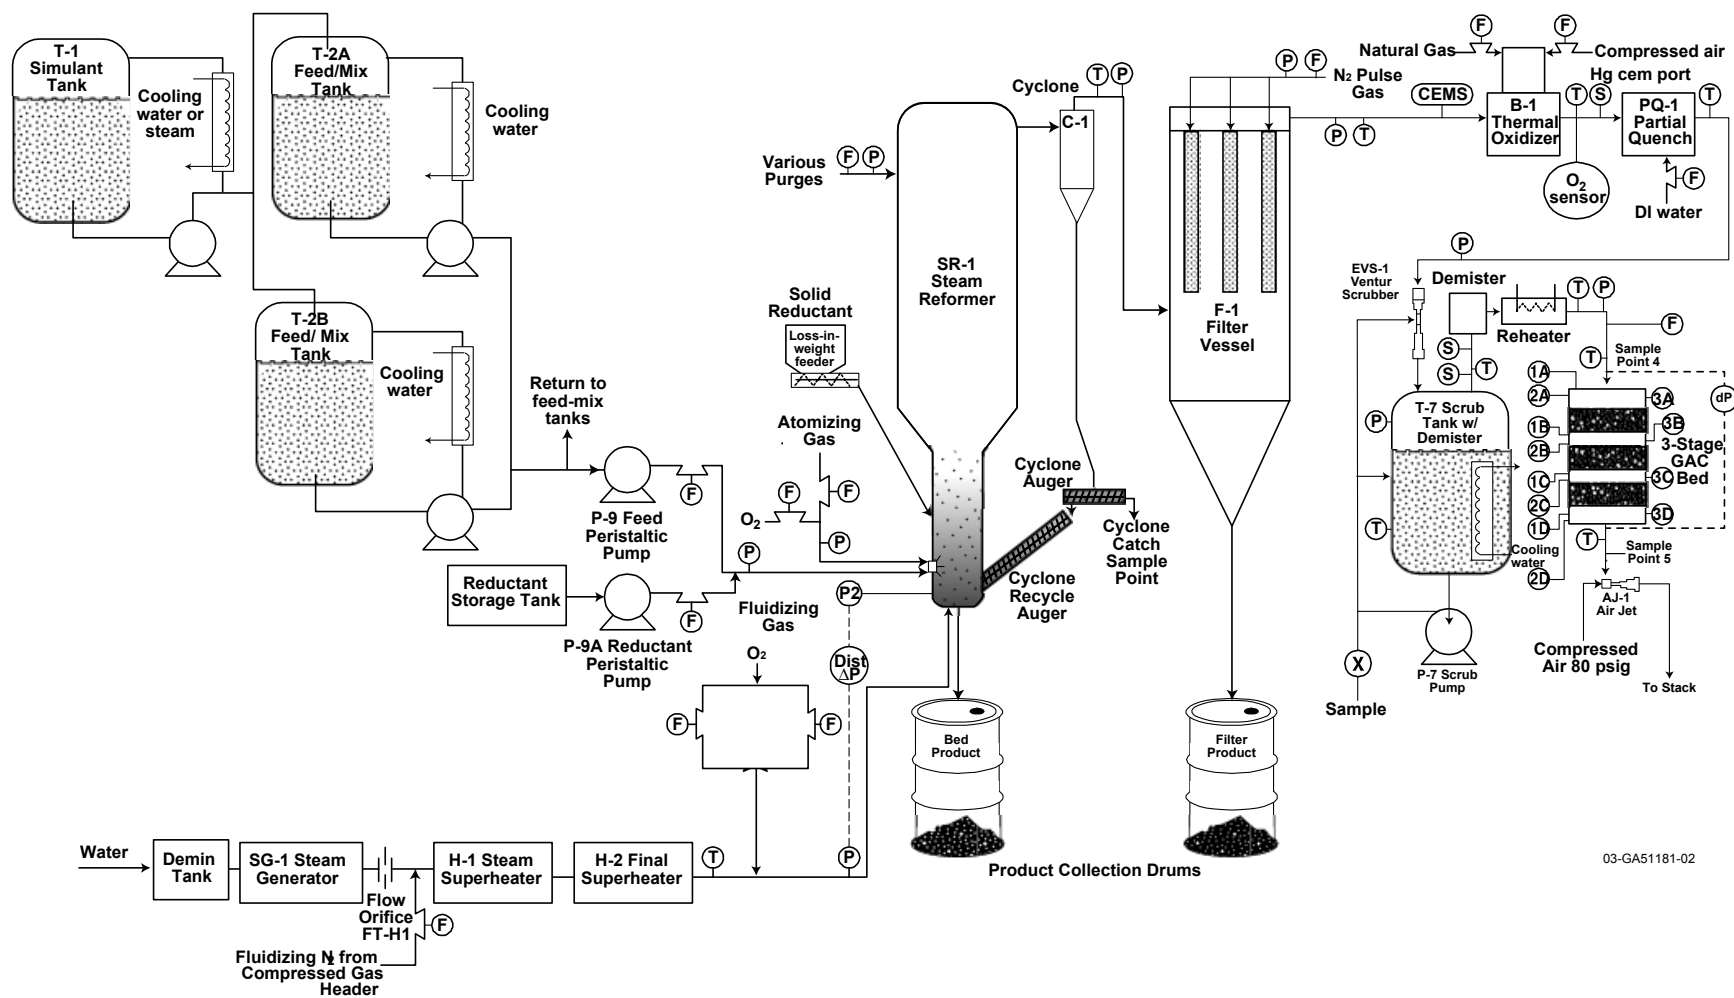 T-1
Simulant
Tank
Cooling
water or
steam
T-2A
Feed/Mix
Tank
Cooling
water
T-2B
Feed/ Mix
Tank
Cooling
water
Return to
feed-mix
tanks
P-9 Feed
Peristaltic
Pump
F
Reductant
Storage Tank
P-9A Reductant
Peristaltic
Pump
F
P
Various
Purges
F
P
Solid
Reductant
Loss-in-
weight
feeder
Atomizing
Gas
F
F
O2
P
P2
Dist
ΔP
Fluidizing
Gas
O2
F
F
Water
Demin
Tank
SG-1 Steam
Generator
Flow
Orifice
FT-H1
F
Fluidizing N2 from
Compressed Gas
Header
H-1 Steam
Superheater
H-2 Final
Superheater
T
P
SR-1
Steam
Reformer
Cyclone
T
P
C-1
Cyclone
Auger
Cyclone
Catch
Sample
Point
Cyclone
Recycle
Auger
Bed
Product
Filter
Product
Product Collection Drums
P
F
N2 Pulse
Gas
F-1
Filter
Vessel
P
T
CEMS
Natural Gas
F
F
Compressed air
Hg cem port
B-1
Thermal
Oxidizer
T
S
O2
sensor
PQ-1
Partial
Quench
T
F
DI water
P
EVS-1
Ventur
Scrubber
Demister
Reheater
T
P
F
S
S
T
T
Sample
Point 4
T-7 Scrub
Tank w/
Demister
P
T
Cooling
water
P-7 Scrub
Pump
X
Sample
1A
2A
1B
2B
1C
2C
1D
2D
3A
3B
3C
3D
dP
3-Stage
GAC
Bed
T
Sample
Point 5
AJ-1
Air Jet
Compressed
Air 80 psig
To Stack
03-GA51181-02